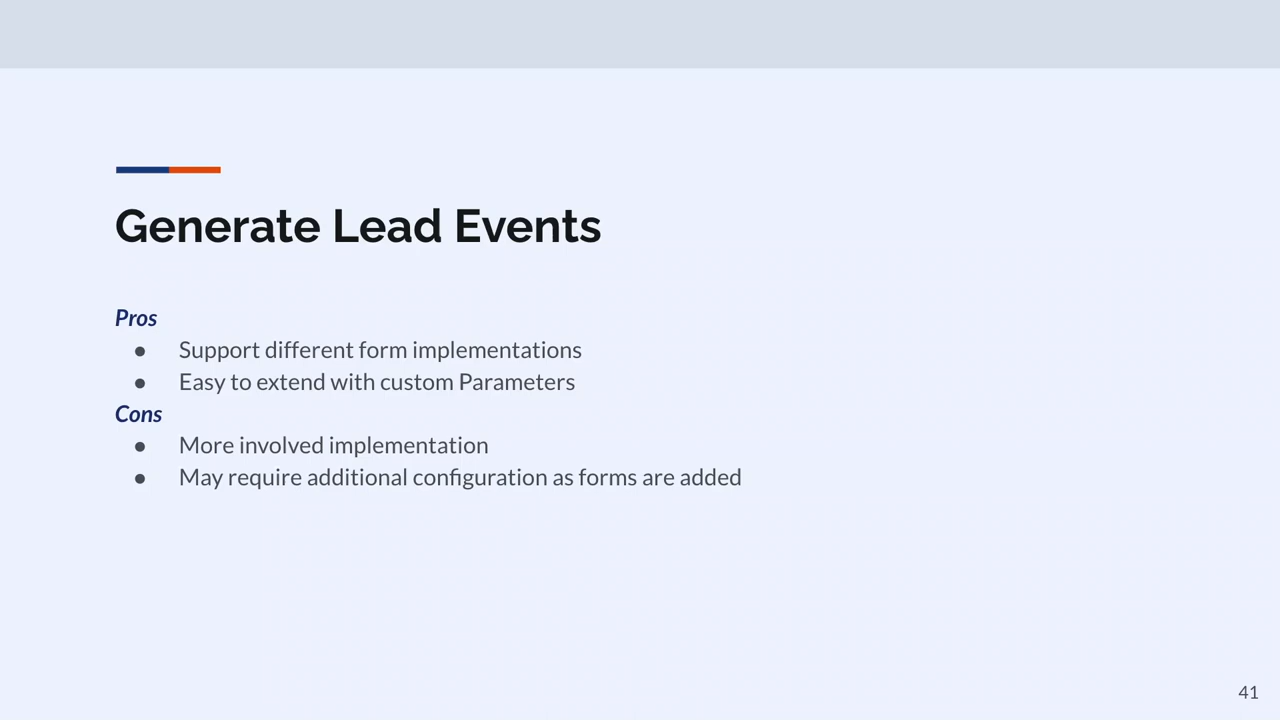 Generate Lead Events
Pros
● Support different form implementations
● Easy to extend with custom Parameters
Cons
● More involved implementation
● May require additional configuration as forms are added
41